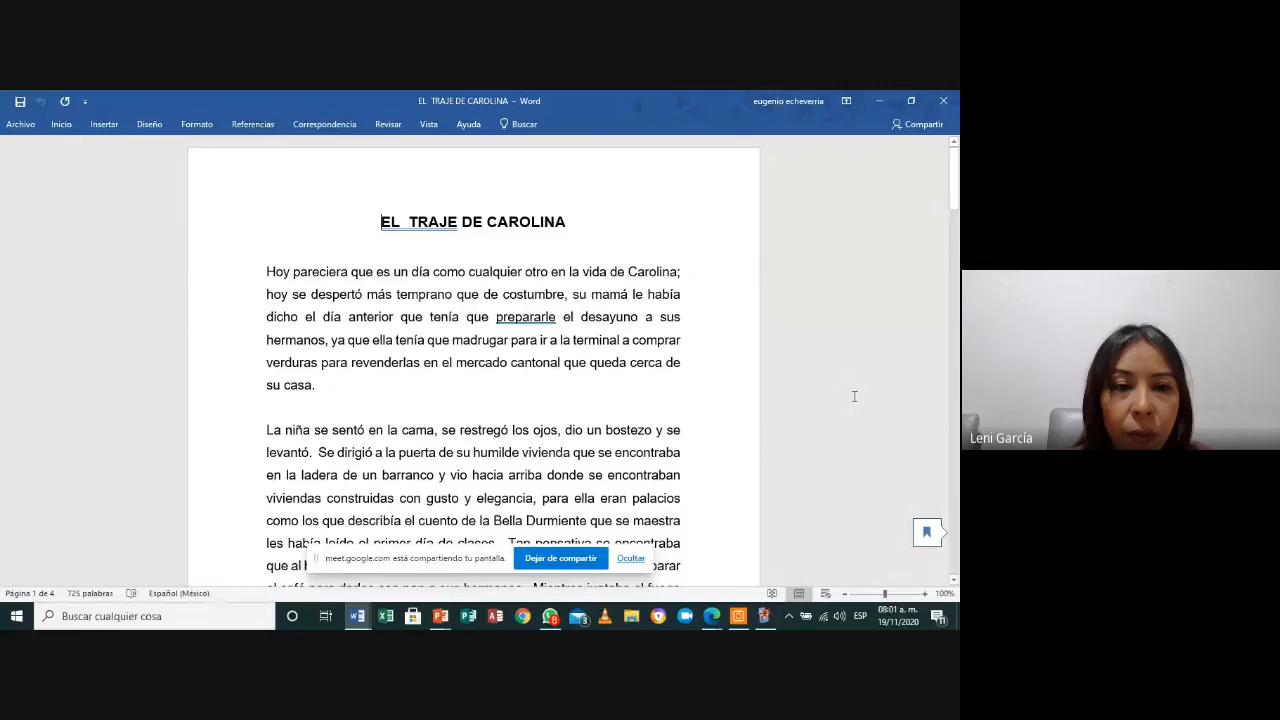 EL TRAJE DE CAROLINA - Word
eugenio echeverria
Archivo Inicio Insertar Diseño Formato Referencias Correspondencia Revisar Vista Ayuda Buscar Compartir
EL TRAJE DE CAROLINA
Hoy pareciera que es un día como cualquier otro en la vida de Carolina;
hoy se despertó más temprano que de costumbre, su mamá le había
dicho el día anterior que tenía que prepararle el desayuno a sus
hermanos, ya que ella tenía que madrugar para ir a la terminal a comprar
verduras para revenderlas en el mercado cantonal que queda cerca de
su casa.
La niña se sentó en la cama, se restregó los ojos, dio un bostezo y se
levantó. Se dirigió a la puerta de su humilde vivienda que se encontraba
en la ladera de un barranco y vio hacia arriba donde se encontraban
viviendas construidas con gusto y elegancia, para ella eran palacios
como los que describía el cuento de la Bella Durmiente que se maestra
les había leído el primer día de clases. Tan pensativa se encontraba
que al
meet.google.com está compartiendo tu pantalla.
Dejar de compartir
Ocultar
Leni García
Página 1 de 4 725 palabras Español (México) 100%
Buscar cualquier cosa
ESP
08:01 a. m.
19/11/2020